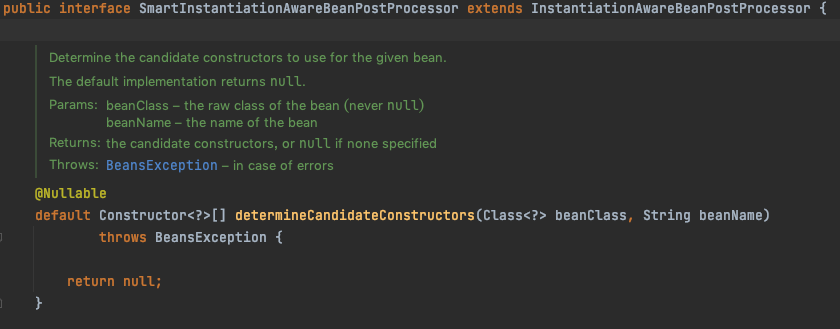 public interface SmartInstantiationAwareBeanPostProcessor extends InstantiationAwareBeanPostProcessor {
Determine the candidate constructors to use for the given bean.
The default implementation returns null.
Params: beanClass – the raw class of the bean (never null)
beanName – the name of the bean
Returns: the candidate constructors, or null if none specified
Throws: BeansException – in case of errors
@Nullable
default Constructor<?>[] determineCandidateConstructors(Class<?> beanClass, String beanName)
throws BeansException {
return null;
}